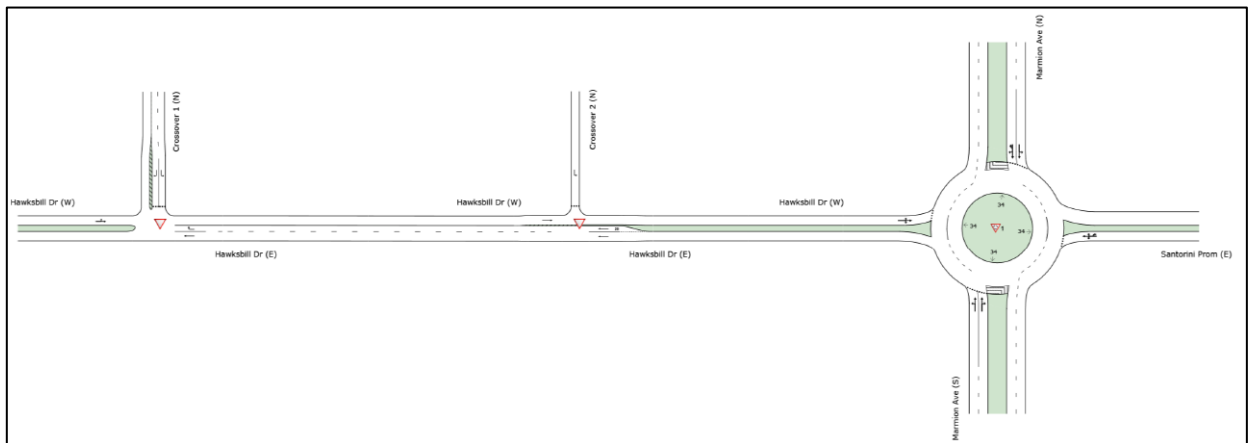 Marmion Ave (N)
Crossover 1 (N)
Crossover 2 (N)
Hawksbill Dr (W)
Hawksbill Dr (W)
Hawksbill Dr (W)
34
34
1
34
34
Hawksbill Dr (E)
Hawksbill Dr (E)
Santorini Prom (E)
Marmion Ave (S)